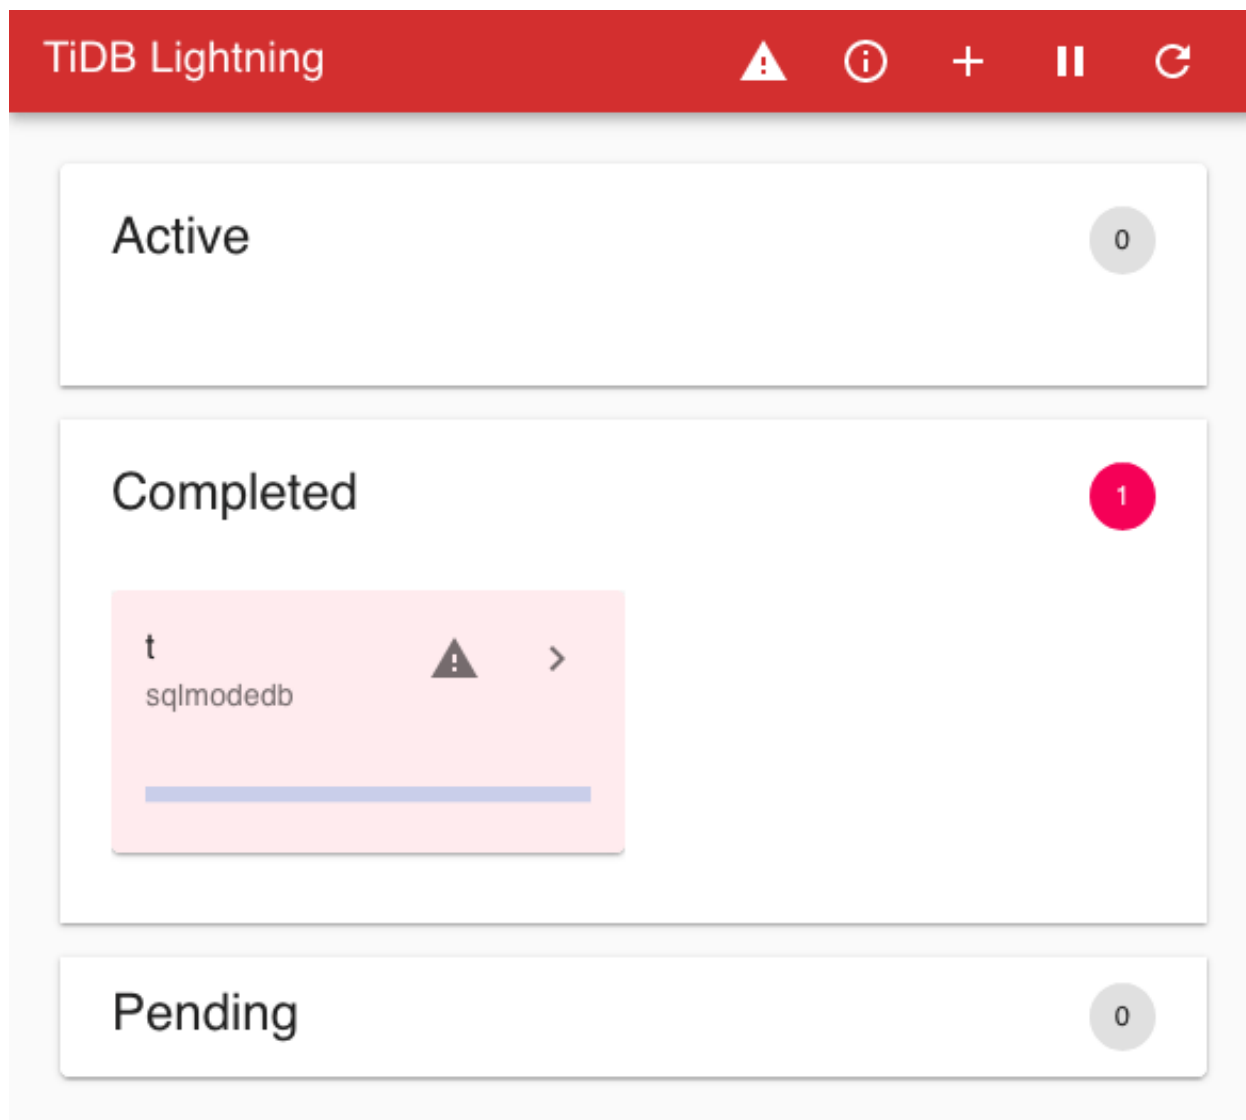 TiDB Lightning
Active
0
Completed
1
t
sqlmodedb
Pending
0